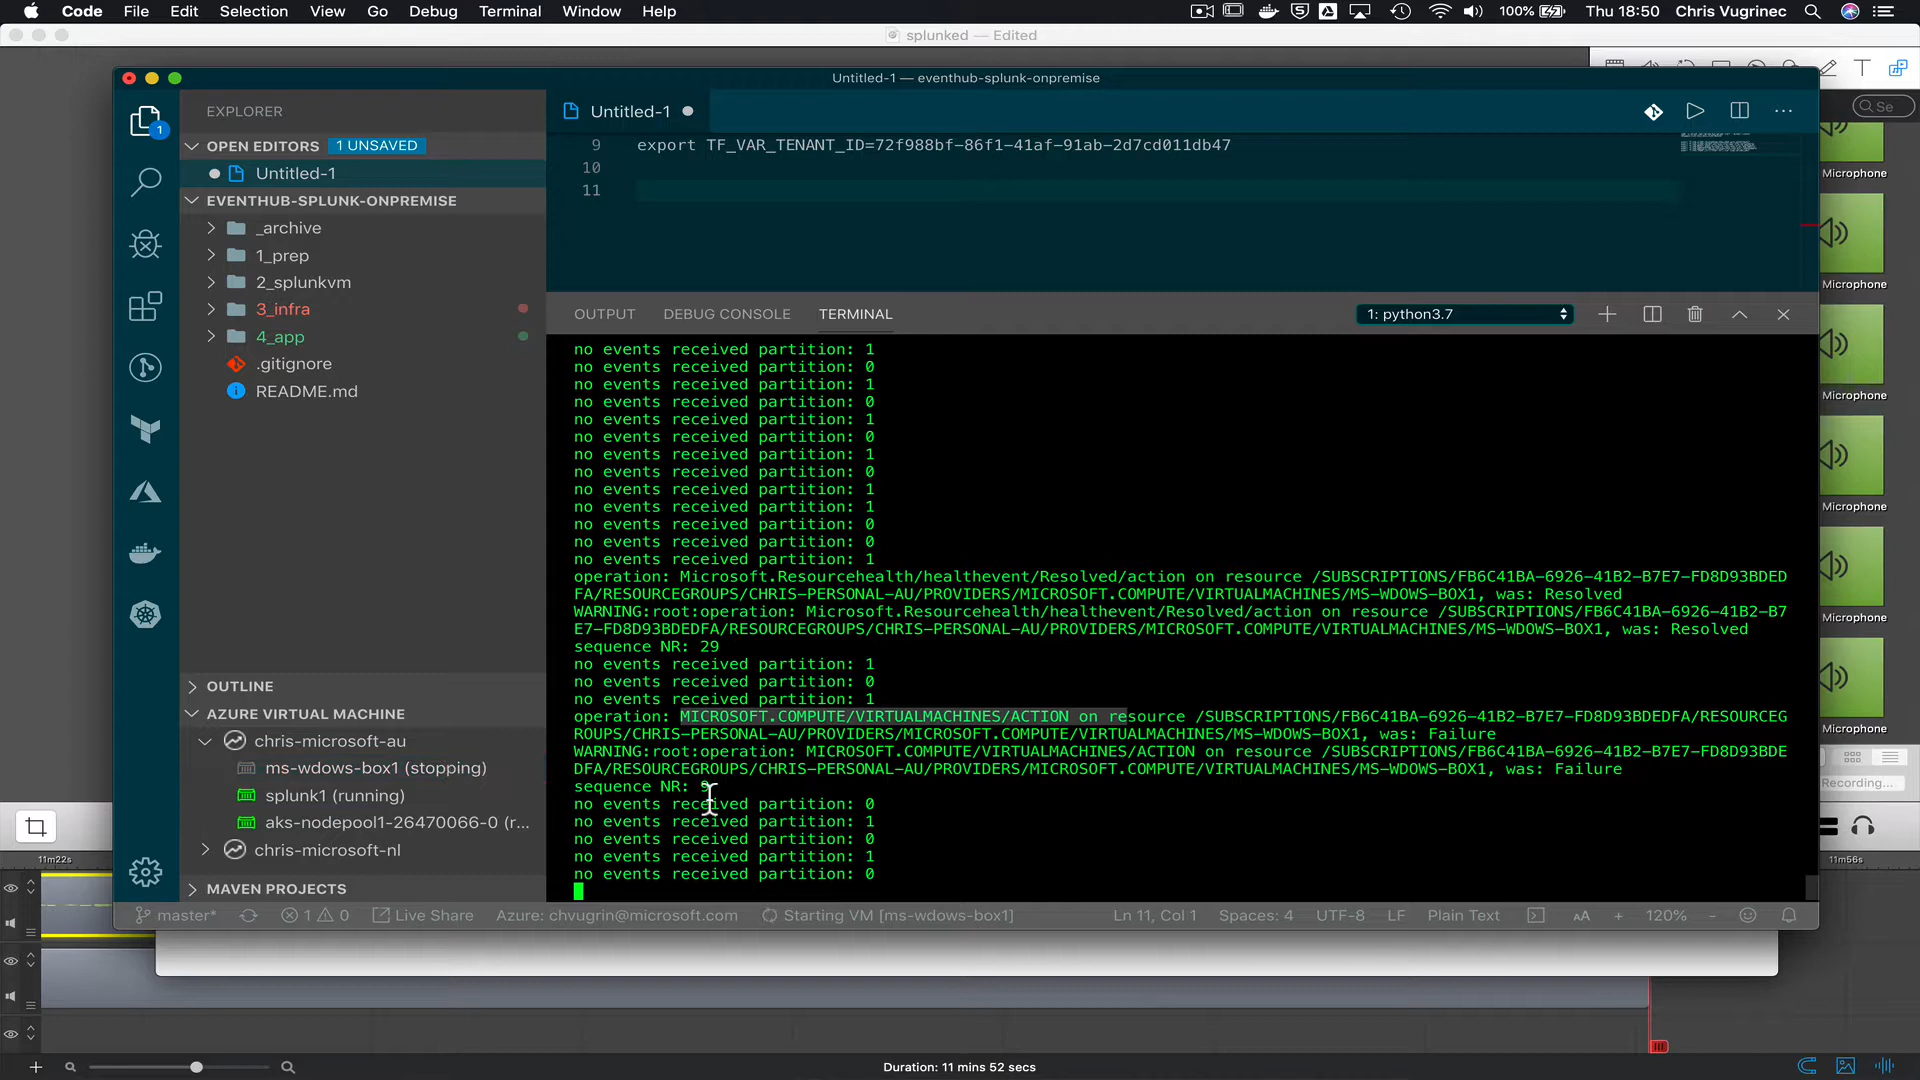 Code File Edit Selection View Go Debug Terminal Window Help
100% Thu 18:50 Chris Vugrinec
splunked — Edited
Untitled-1 — eventhub-splunk-onpremise
EXPLORER
OPEN EDITORS 1 UNSAVED
Untitled-1
EVENTHUB-SPLUNK-ONPREMISE
_archive
1_prep
2_splunkvm
3_infra
4_app
.gitignore
README.md
OUTLINE
AZURE VIRTUAL MACHINE
chris-microsoft-au
ms-wdows-box1 (stopping)
splunk1 (running)
aks-nodepool1-26470066-0 (r...
chris-microsoft-nl
MAVEN PROJECTS
1
Untitled-1
9 export TF_VAR_TENANT_ID=72f988bf-86f1-41af-91ab-2d7cd011db47
10
11
OUTPUT DEBUG CONSOLE TERMINAL
1: python3.7
no events received partition: 1
no events received partition: 0
no events received partition: 1
no events received partition: 0
no events received partition: 1
no events received partition: 0
no events received partition: 1
no events received partition: 0
no events received partition: 1
no events received partition: 1
no events received partition: 0
no events received partition: 0
no events received partition: 1
operation: Microsoft.Resourcehealth/healthevent/Resolved/action on resource /SUBSCRIPTIONS/FB6C41BA-6926-41B2-B7E7-FD8D93BDED
FA/RESOURCEGROUPS/CHRIS-PERSONAL-AU/PROVIDERS/MICROSOFT.COMPUTE/VIRTUALMACHINES/MS-WDOWS-BOX1, was: Resolved
WARNING:root:operation: Microsoft.Resourcehealth/healthevent/Resolved/action on resource /SUBSCRIPTIONS/FB6C41BA-6926-41B2-B7
E7-FD8D93BDEDFA/RESOURCEGROUPS/CHRIS-PERSONAL-AU/PROVIDERS/MICROSOFT.COMPUTE/VIRTUALMACHINES/MS-WDOWS-BOX1, was: Resolved
sequence NR: 29
no events received partition: 1
no events received partition: 0
no events received partition: 1
operation: MICROSOFT.COMPUTE/VIRTUALMACHINES/ACTION on resource /SUBSCRIPTIONS/FB6C41BA-6926-41B2-B7E7-FD8D93BDEDFA/RESOURCEG
ROUPS/CHRIS-PERSONAL-AU/PROVIDERS/MICROSOFT.COMPUTE/VIRTUALMACHINES/MS-WDOWS-BOX1, was: Failure
WARNING:root:operation: MICROSOFT.COMPUTE/VIRTUALMACHINES/ACTION on resource /SUBSCRIPTIONS/FB6C41BA-6926-41B2-B7E7-FD8D93BDE
DFA/RESOURCEGROUPS/CHRIS-PERSONAL-AU/PROVIDERS/MICROSOFT.COMPUTE/VIRTUALMACHINES/MS-WDOWS-BOX1, was: Failure
sequence NR:
no events received partition: 0
no events received partition: 1
no events received partition: 0
no events received partition: 1
no events received partition: 0
master* 1 0 Live Share Azure: chvugrin@microsoft.com Starting VM [ms-wdows-box1] Ln 11, Col 1 Spaces: 4 UTF-8 LF Plain Text AA + 120% -
Se
Microphone
Microphone
Microphone
Microphone
Microphone
Microphone
Recording...
11m22s
11m56s
Duration: 11 mins 52 secs